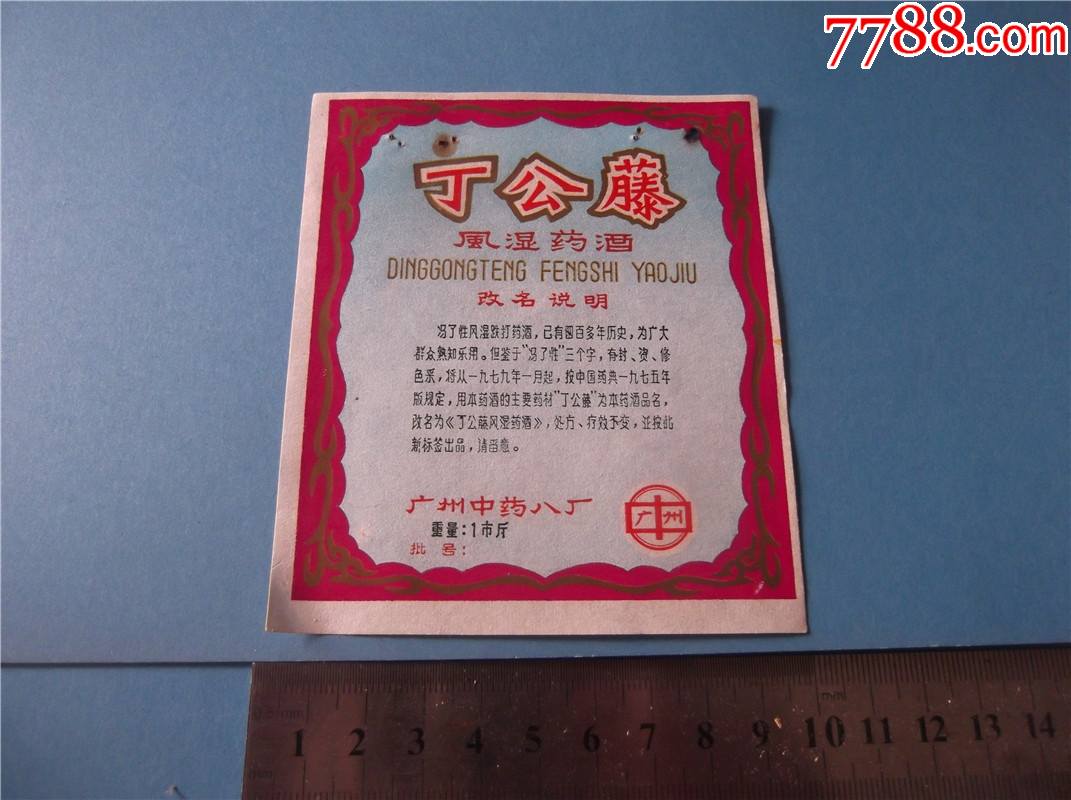 7788.com
丁公藤
風湿药酒
DINGGONGTENG FENGSHI YAOJIU
改名说明
冯了性风湿跌打药酒，已有四百多年历史，为广大
群众熟知乐用。但鉴于“冯了性”三个字，有封、资、修
色采，将从一九七九年一月起，按中国药典一九七五年
版规定，用本药酒的主要药材“丁公藤”为本药酒品名，
改名为《丁公藤风湿药酒》，处方、疗效不变，並按此
新标签出品，请留意。
广州中药八厂
广中州
重量：1市斤
批号：
0.5mm
mm
mm
1 2 3 4 5 6 7 8 9 10 11 12 13 14